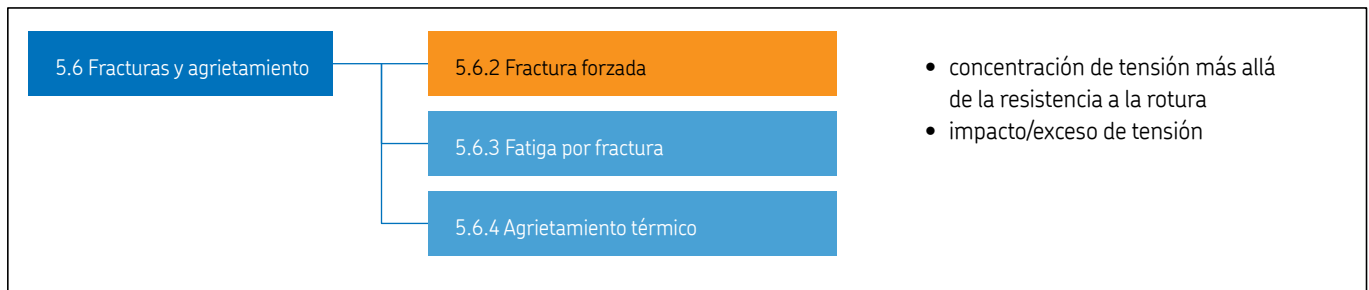 5.6 Fracturas y agrietamiento
5.6.2 Fractura forzada
5.6.3 Fatiga por fractura
5.6.4 Agrietamiento térmico
• concentración de tensión más allá
de la resistencia a la rotura
• impacto/exceso de tensión